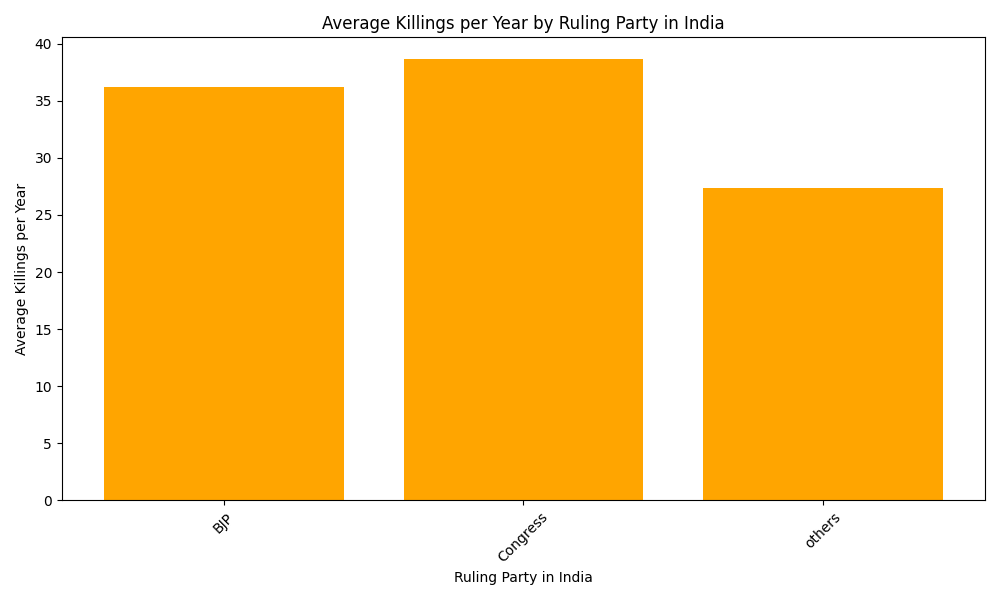 Average Killings per Year by Ruling Party in India
Average Killings per Year
40
35
30
25
20
15
10
5
0
BJP
Congress
others
Ruling Party in India